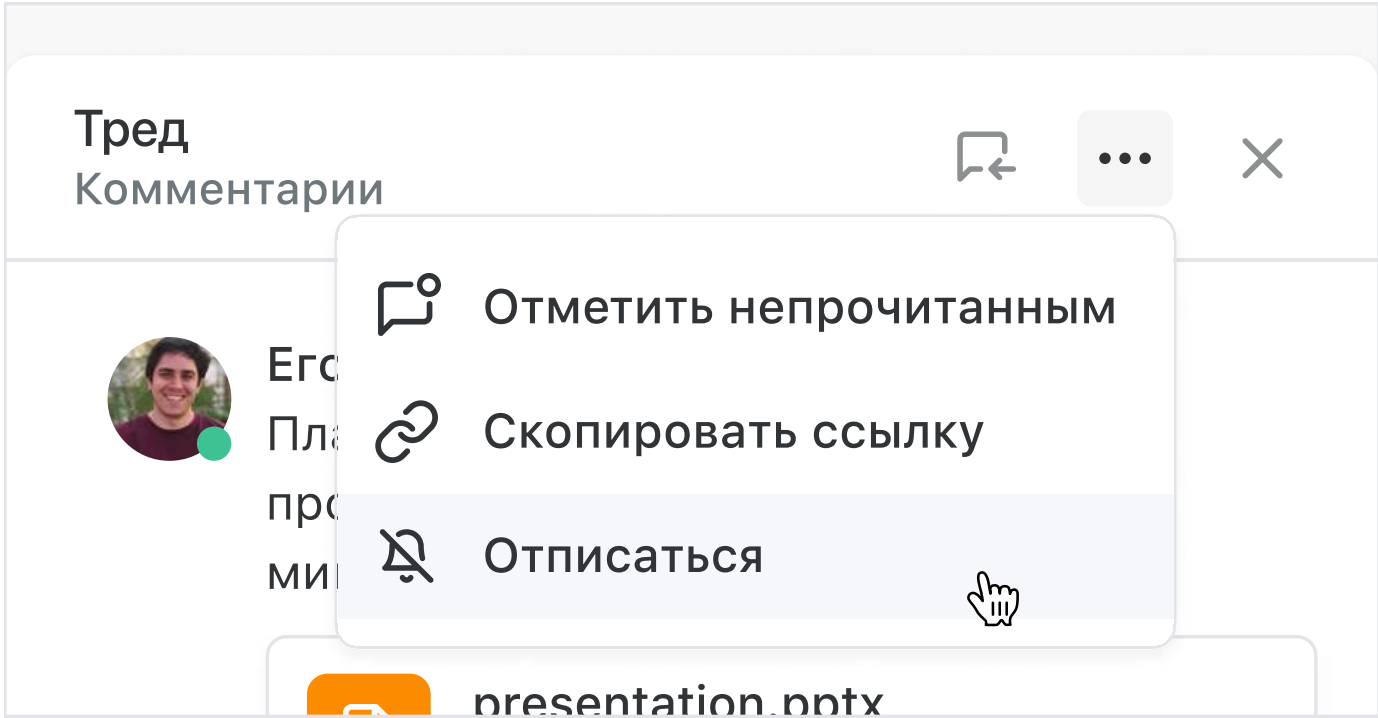 Тред
Комментарии
Отметить непрочитанным
Скопировать ссылку
Отписаться
presentation.pptx